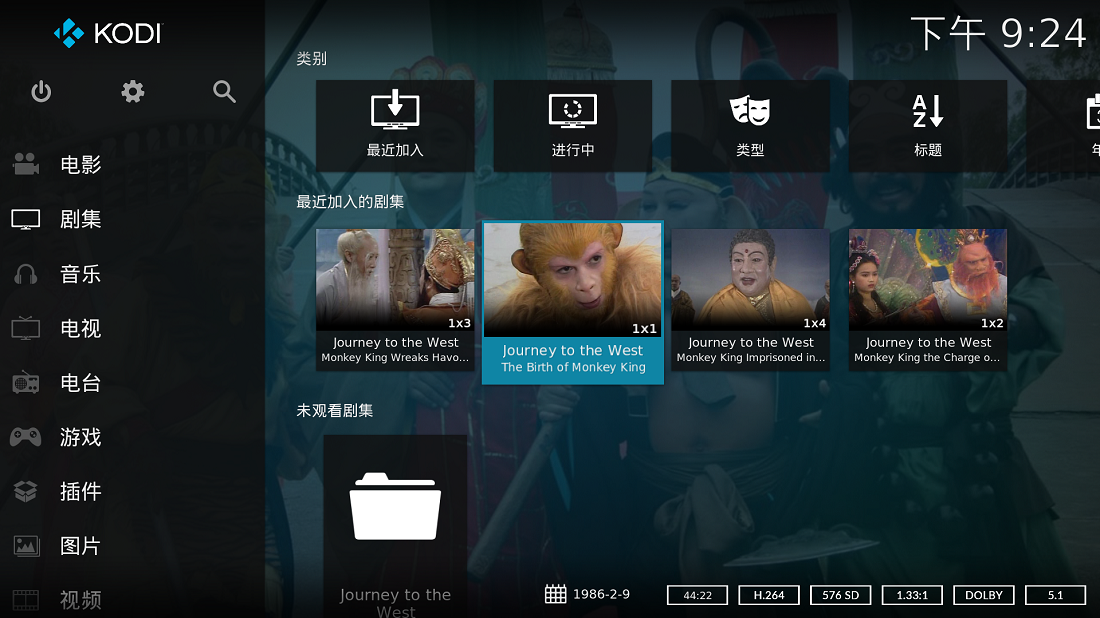 KODI
下午 9:24
类别
最近加入
进行中
类型
标题
电影
剧集
音乐
电视
电台
游戏
插件
图片
视频
最近加入的剧集
1x3
Journey to the West
Monkey King Wreaks Havo...
1x1
Journey to the West
The Birth of Monkey King
1x4
Journey to the West
Monkey King Imprisoned in...
1x2
Journey to the West
Monkey King the Charge o...
未观看剧集
Journey to the
West
1986-2-9
44:22
H.264
576 SD
1.33:1
DOLBY
5.1